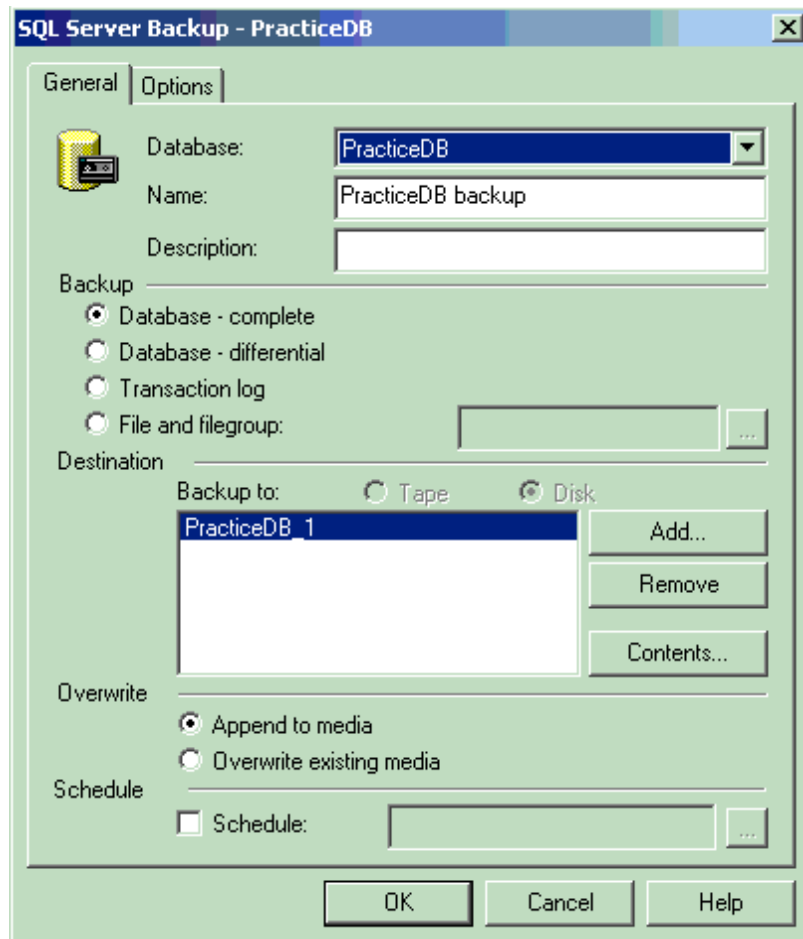 SQL Server Backup - PracticeDB
General Options
Database: PracticeDB
Name: PracticeDB backup
Description:
Backup
Database - complete
Database - differential
Transaction log
File and filegroup: ...
Destination
Backup to: Tape Disk
PracticeDB_1
Add...
Remove
Contents...
Overwrite
Append to media
Overwrite existing media
Schedule
Schedule: ...
OK Cancel Help